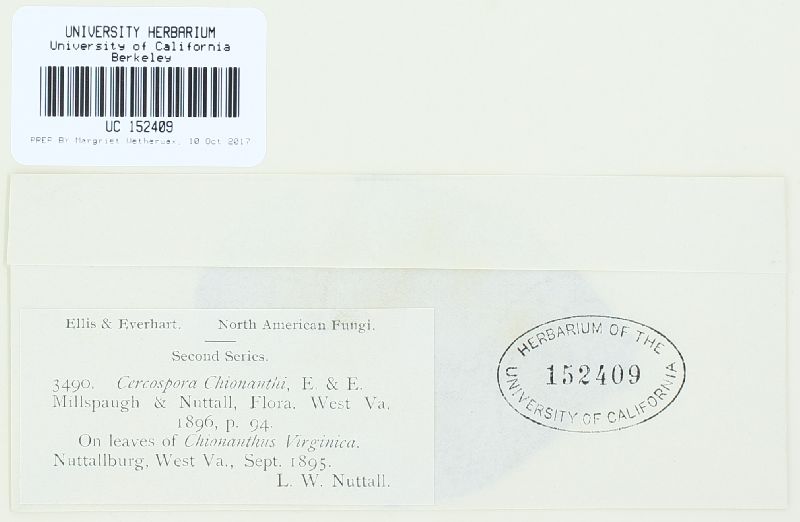 UNIVERSITY HERBARIUM
University of California
Berkeley
UC 152409
PREP BY Margriet Wetherwax, 10 Oct 2017
Ellis & Everhart. North American Fungi.
Second Series.
3490. Cercospora Chionanthi, E. & E.
Millspaugh & Nuttall, Flora, West Va.
1896, p. 94.
On leaves of Chionanthus Virginica.
Nuttallburg, West Va., Sept. 1895.
L. W. Nuttall.
HERBARIUM OF THE
152409
UNIVERSITY OF CALIFORNIA